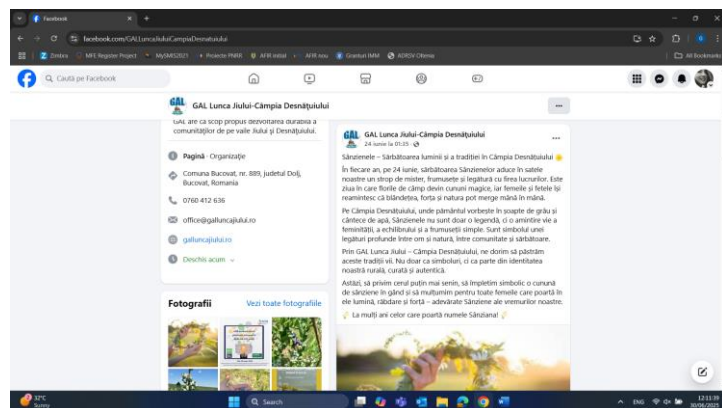 Facebook
facebook.com/GALLuncaJiuluiCampiaDesnatuiului
Zimbra
MFE Register Project
MySMIS2021
Proiecte PNRR
AFIR initial
AFIR nou
Granturi IMM
ADRSV Oltenia
All Bookmarks
Caută pe Facebook
GAL Lunca Jiului-Câmpia Desnățuiului
GAL are ca scop propus dezvoltarea durabilă a
comunităților de pe vaile Jiului și Desnățuiului.
Pagină · Organizație
Comuna Bucovat, nr. 889, judetul Dolj,
Bucovat, Romania
0760 412 636
office@galluncajiului.ro
galluncajiului.ro
Deschis acum
Fotografii
Vezi toate fotografiile
GAL Lunca Jiului-Câmpia Desnățuiului
24 iunie la 01:35
Sânzienele – Sărbătoarea luminii și a tradiției în Câmpia Desnățuiului
În fiecare an, pe 24 iunie, sărbătoarea Sânzienelor aduce în satele
noastre un strop de mister, frumusețe și legătură cu firea lucrurilor. Este
ziua în care florile de câmp devin cununi magice, iar femeile și fetele își
reamintesc că blândețea, forța și natura pot merge mână în mână.
Pe Câmpia Desnățuiului, unde pământul vorbește în șoapte de grâu și
cântece de apă, Sânzienele nu sunt doar o legendă, ci o amintire vie a
feminității, a echilibrului și a frumuseții simple. Sunt simbolul unei
legături profunde între om și natură, între comunitate și sărbătoare.
Prin GAL Lunca Jiului – Câmpia Desnățuiului, ne dorim să păstrăm
aceste tradiții vii. Nu doar ca simboluri, ci ca parte din identitatea
noastră rurală, curată și autentică.
Astăzi, să privim cerul puțin mai senin, să împletim simbolic o cunună
de sânziene în gând și să mulțumim pentru toate femeile care poartă în
ele lumină, răbdare și forță – adevărate Sânziene ale vremurilor noastre.
La mulți ani celor care poartă numele Sânziana!
32°C
Sunny
Search
ENG
12:11:39
30/06/2025